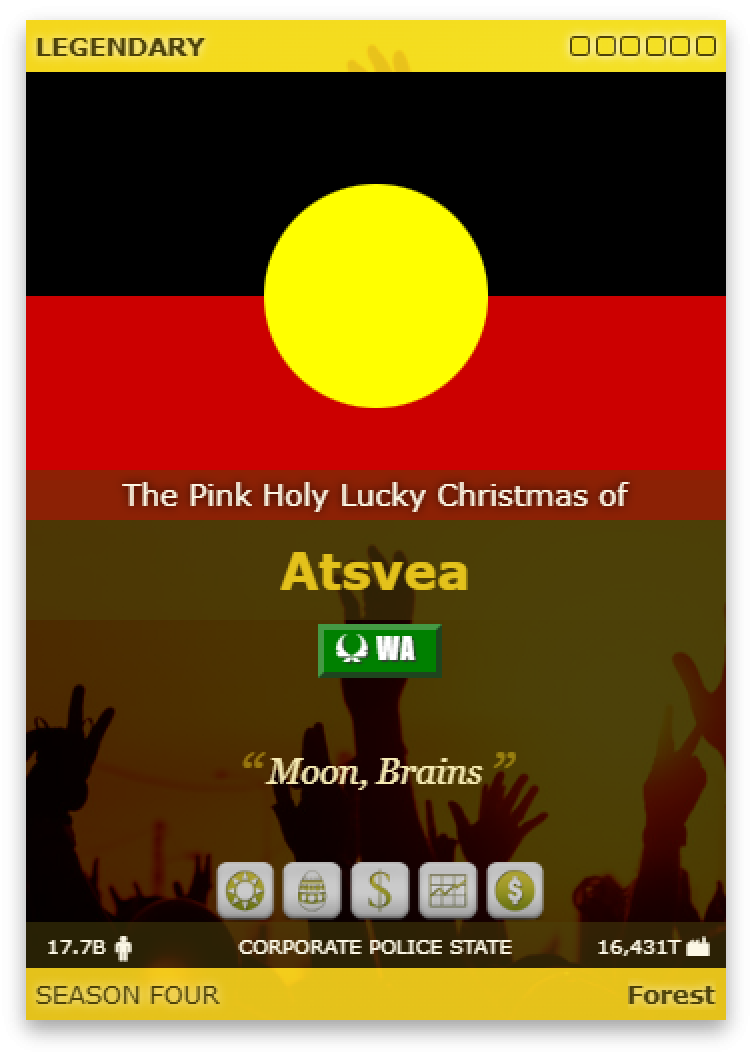 LEGENDARY
The Pink Holy Lucky Christmas of
Atsvea
WA
“Moon, Brains”
$ $
17.7B CORPORATE POLICE STATE 16,431T
SEASON FOUR Forest